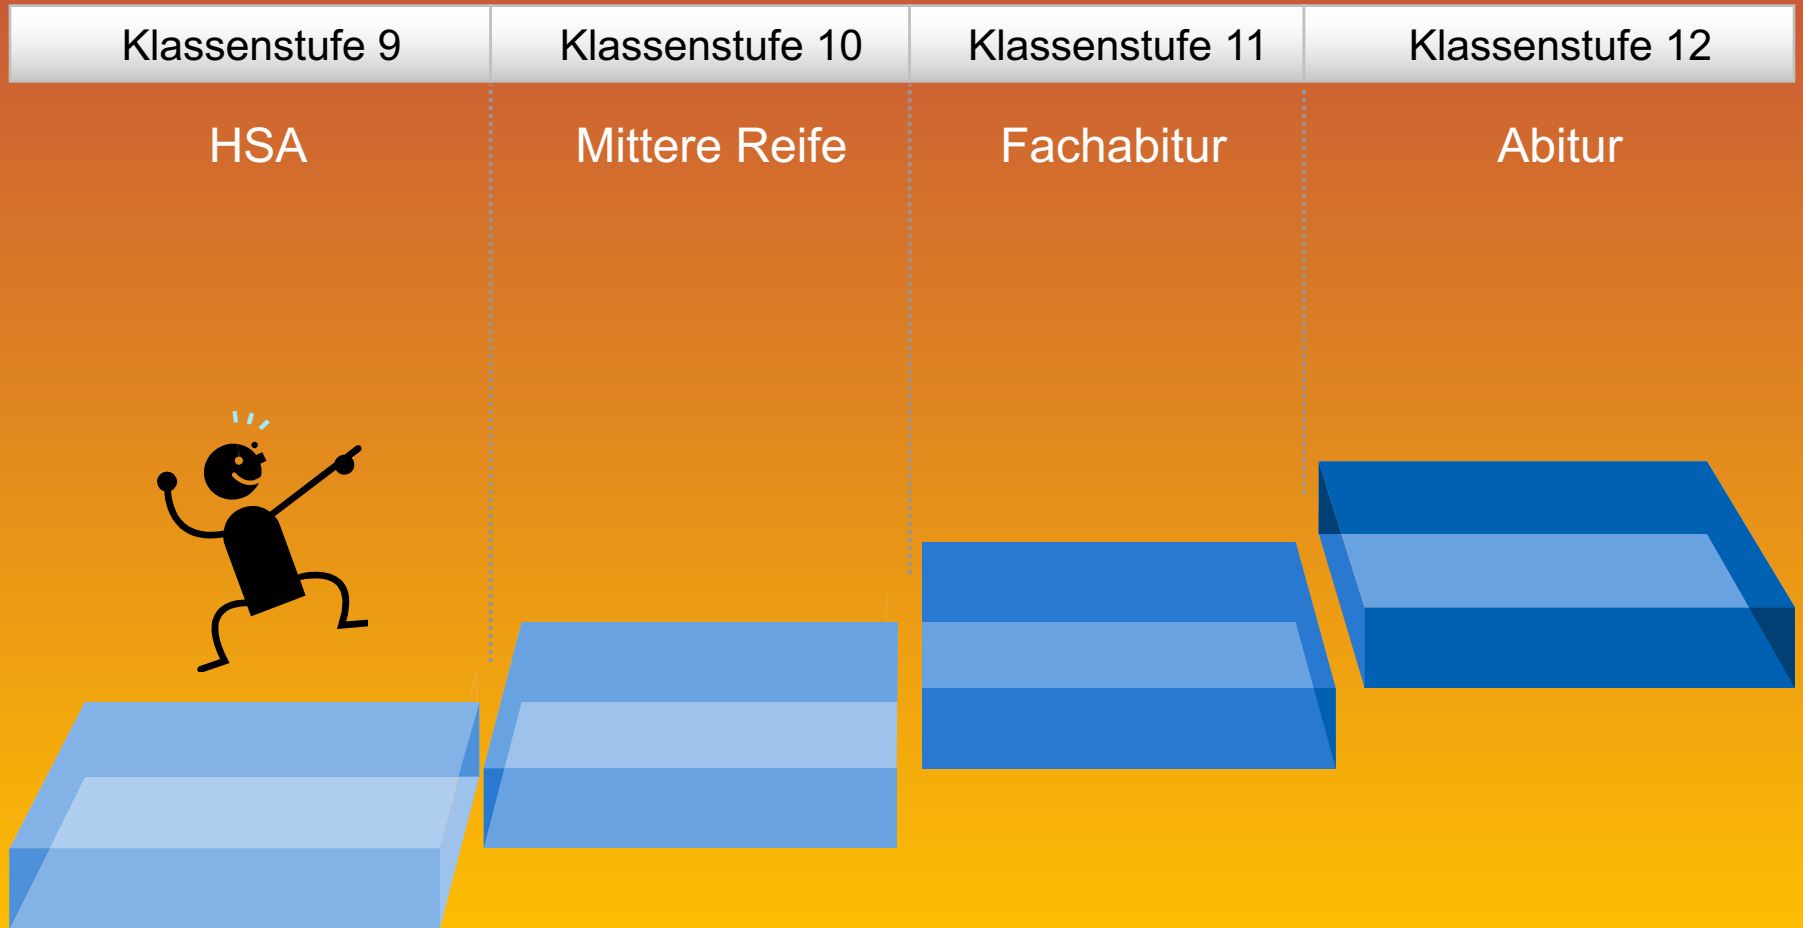 Klassenstufe 9
Klassenstufe 10
Klassenstufe 11
Klassenstufe 12
HSA
Mittere Reife
Fachabitur
Abitur